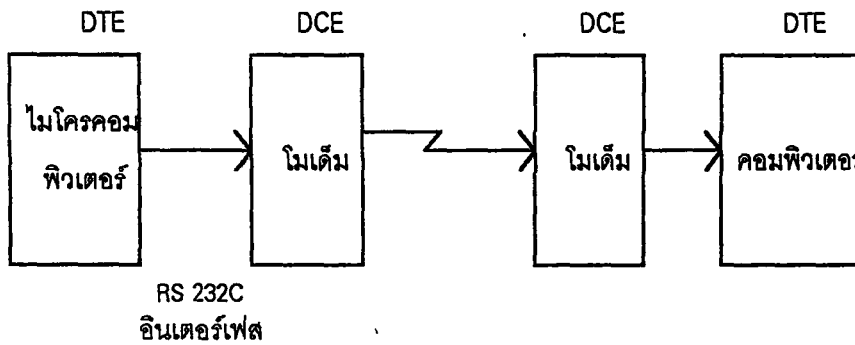 DTE DCE DCE DTE
ไมโครคอม
พิวเตอร์
โมเด็ม
โมเด็ม
คอมพิวเตอร์
RS 232C
อินเตอร์เฟส